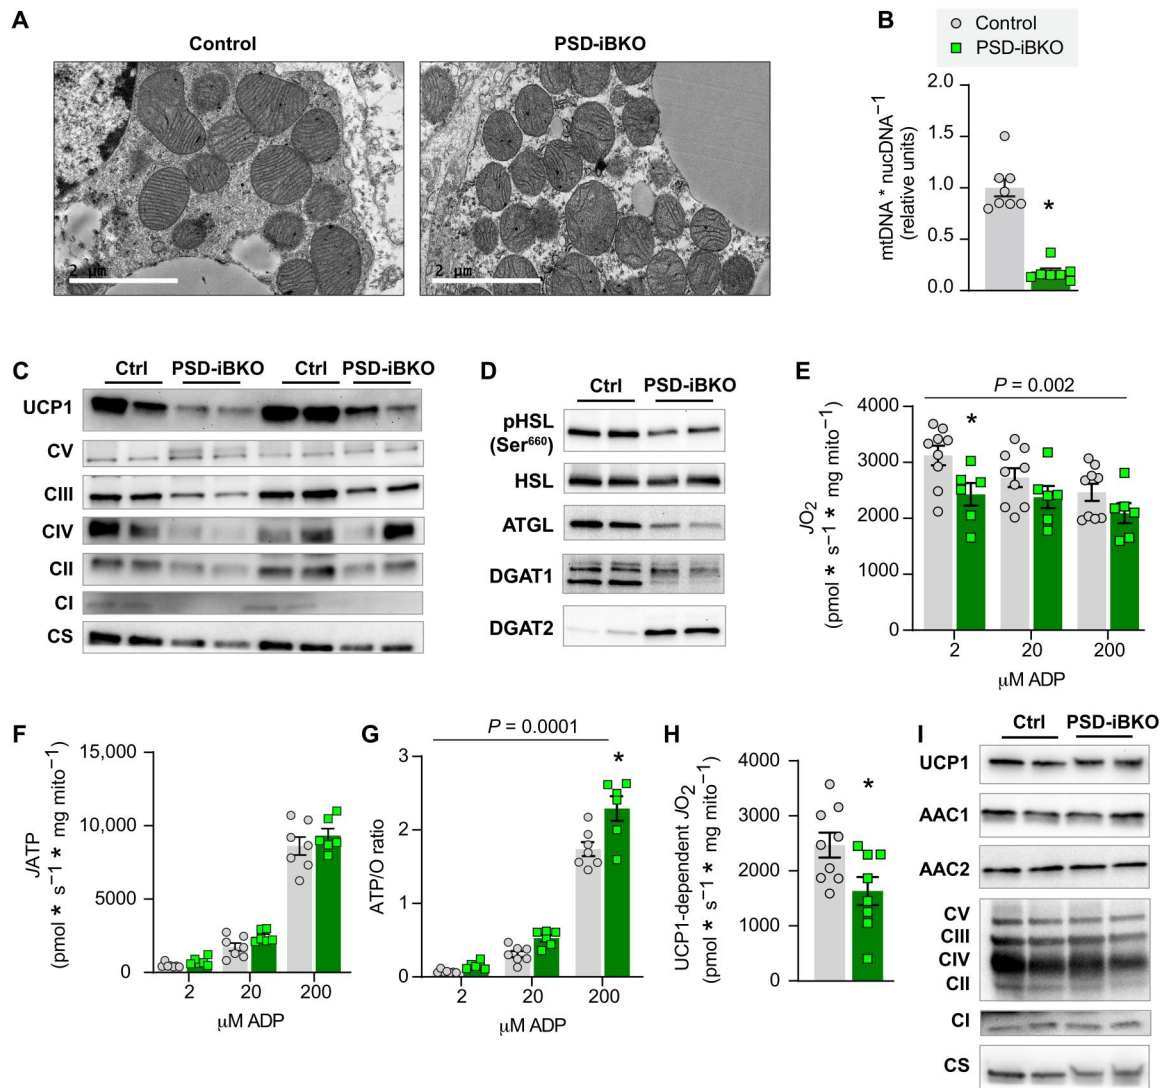 A
Control
PSD-iBKO
2 µm
2 µm
B
Control
PSD-iBKO
mtDNA * nucDNA⁻¹
(relative units)
2.0
1.5
1.0
0.5
0.0
*
C
Ctrl PSD-iBKO Ctrl PSD-iBKO
UCP1
CV
CIII
CIV
CII
CI
CS
D
Ctrl PSD-iBKO
pHSL
(Ser⁶⁶⁰)
HSL
ATGL
DGAT1
DGAT2
E
P = 0.002
JO₂
(pmol * s⁻¹ * mg mito⁻¹)
4000
3000
2000
1000
0
*
2 20 200
µM ADP
F
JATP
(pmol * s⁻¹ * mg mito⁻¹)
15,000
10,000
5000
0
2 20 200
µM ADP
G
P = 0.0001
ATP/O ratio
3
2
1
0
*
2 20 200
µM ADP
H
UCP1-dependent JO₂
(pmol * s⁻¹ * mg mito⁻¹)
4000
3000
2000
1000
0
*
I
Ctrl PSD-iBKO
UCP1
AAC1
AAC2
CV
CIII
CIV
CII
CI
CS